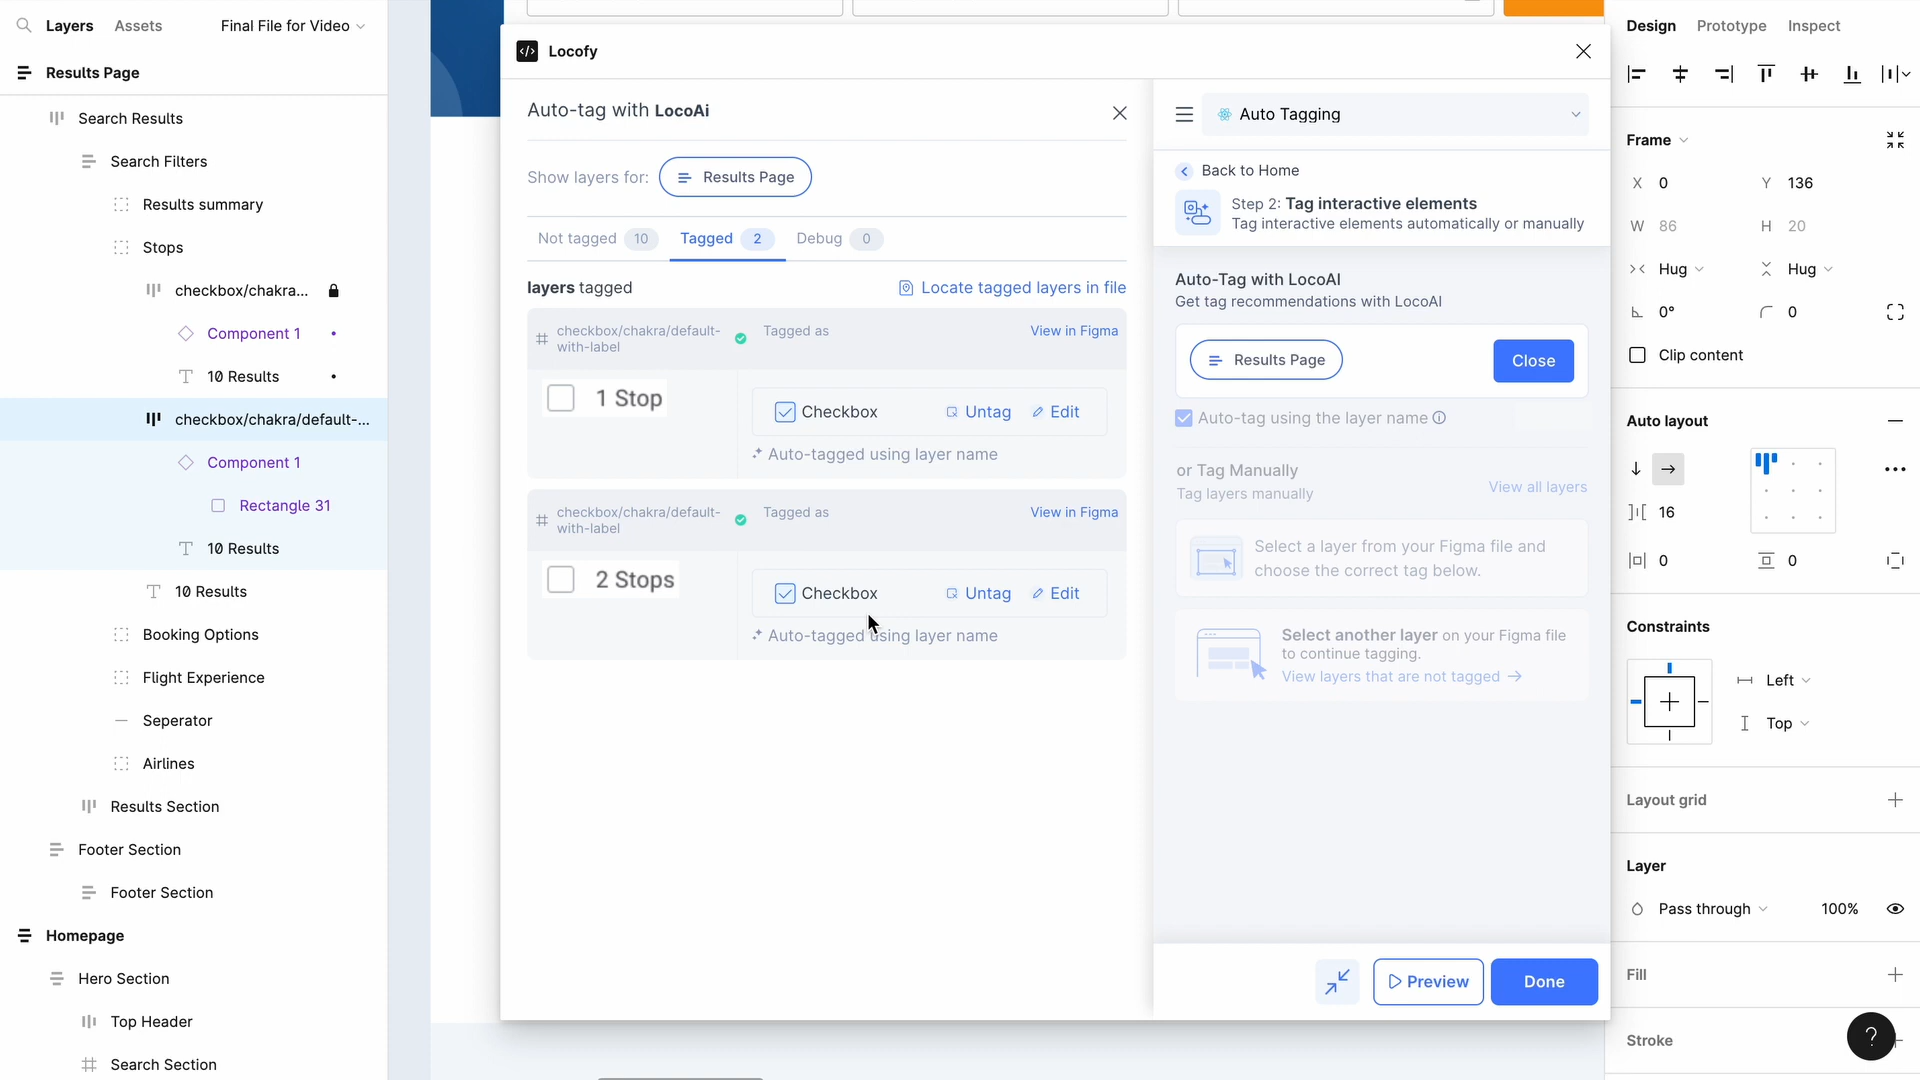 Layers
Assets
Final File for Video
Results Page
Search Results
Search Filters
Results summary
Stops
checkbox/chakra...
Component 1
10 Results
checkbox/chakra/default-...
Component 1
Rectangle 31
10 Results
10 Results
Booking Options
Flight Experience
Seperator
Airlines
Results Section
Footer Section
Footer Section
Homepage
Hero Section
Top Header
Search Section
Locofy
Auto-tag with LocoAi
Show layers for:
Results Page
Not tagged 10
Tagged 2
Debug 0
layers tagged
Locate tagged layers in file
checkbox/chakra/default-
with-label
Tagged as
View in Figma
1 Stop
Checkbox
Untag
Edit
Auto-tagged using layer name
checkbox/chakra/default-
with-label
Tagged as
View in Figma
2 Stops
Checkbox
Untag
Edit
Auto-tagged using layer name
Auto Tagging
Back to Home
Step 2: Tag interactive elements
Tag interactive elements automatically or manually
Auto-Tag with LocoAI
Get tag recommendations with LocoAI
Results Page
Close
Auto-tag using the layer name
or Tag Manually
Tag layers manually
View all layers
Select a layer from your Figma file and
choose the correct tag below.
Select another layer on your Figma file
to continue tagging.
View layers that are not tagged →
Preview
Done
Design
Prototype
Inspect
Frame
X 0
Y 136
W 86
H 20
Hug
Hug
0°
0
Clip content
Auto layout
16
0
0
Constraints
Left
Top
Layout grid
Layer
Pass through
100%
Fill
Stroke
?